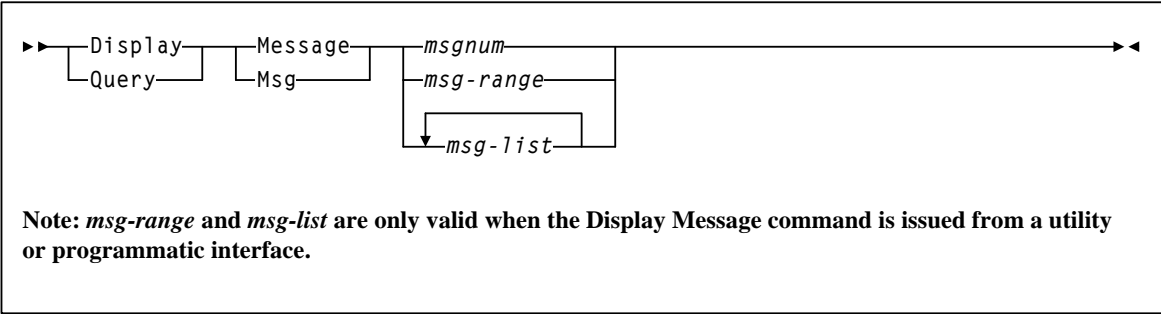 Display Message msgnum
Query Msg msg-range
msg-list
Note: msg-range and msg-list are only valid when the Display Message command is issued from a utility
or programmatic interface.